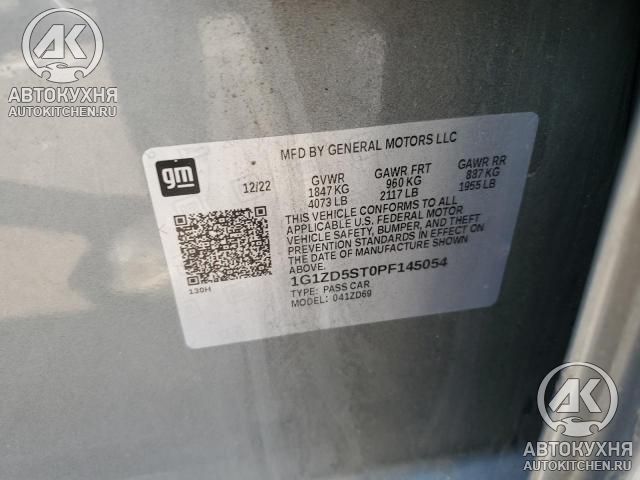 АК
АВТОКУХНЯ
AUTOKITCHEN.RU
MFD BY GENERAL MOTORS LLC
gm
12/22
GVWR GAWR FRT GAWR RR
1847 KG 960 KG 887 KG
4073 LB 2117 LB 1955 LB
THIS VEHICLE CONFORMS TO ALL
APPLICABLE U.S. FEDERAL MOTOR
VEHICLE SAFETY, BUMPER, AND THEFT
PREVENTION STANDARDS IN EFFECT ON
THE DATE OF MANUFACTURE SHOWN
ABOVE.
1G1ZD5ST0PF145054
TYPE: PASS CAR
MODEL: 041ZD69
130H
АК
АВТОКУХНЯ
AUTOKITCHEN.RU